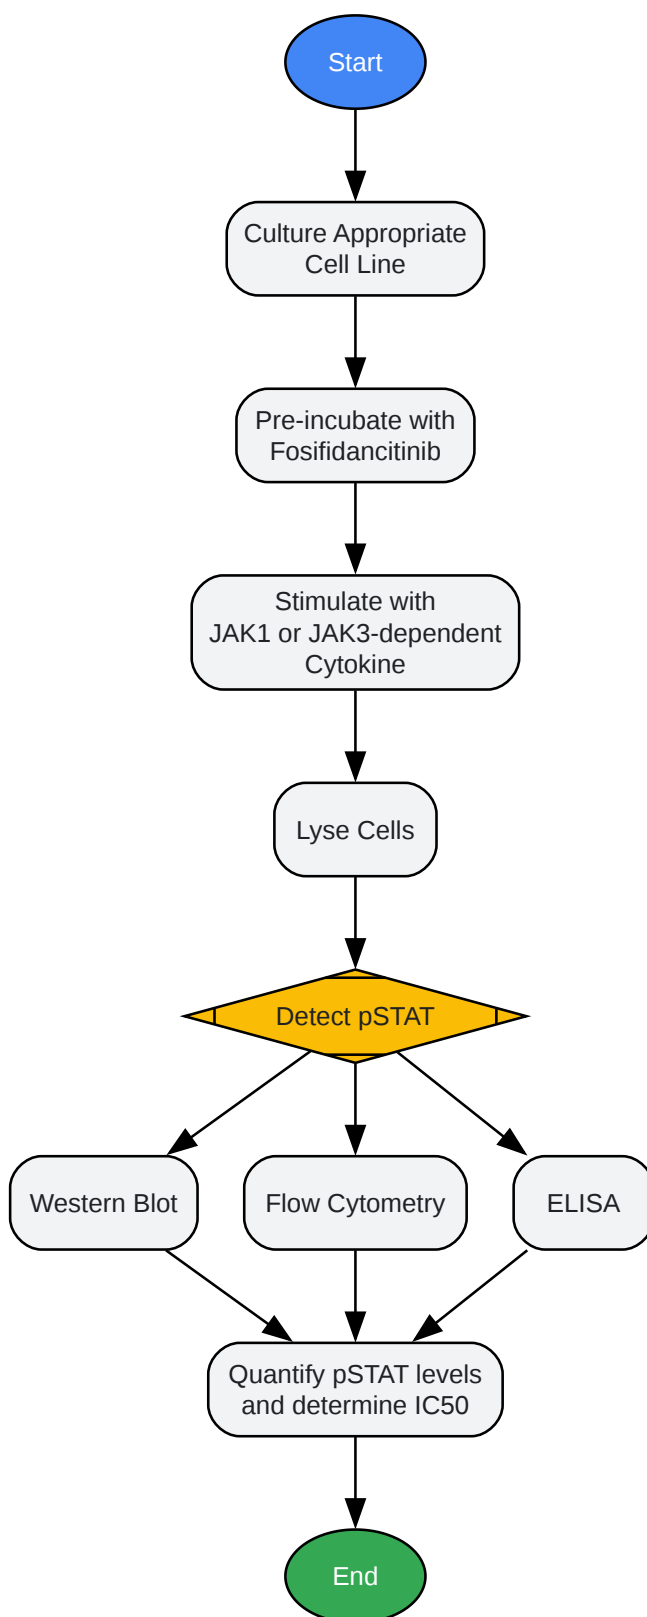 Start
Culture Appropriate
Cell Line
Pre-incubate with
Fosifidancitinib
Stimulate with
JAK1 or JAK3-dependent
Cytokine
Lyse Cells
Detect pSTAT
Western Blot
Flow Cytometry
ELISA
Quantify pSTAT levels
and determine IC50
End